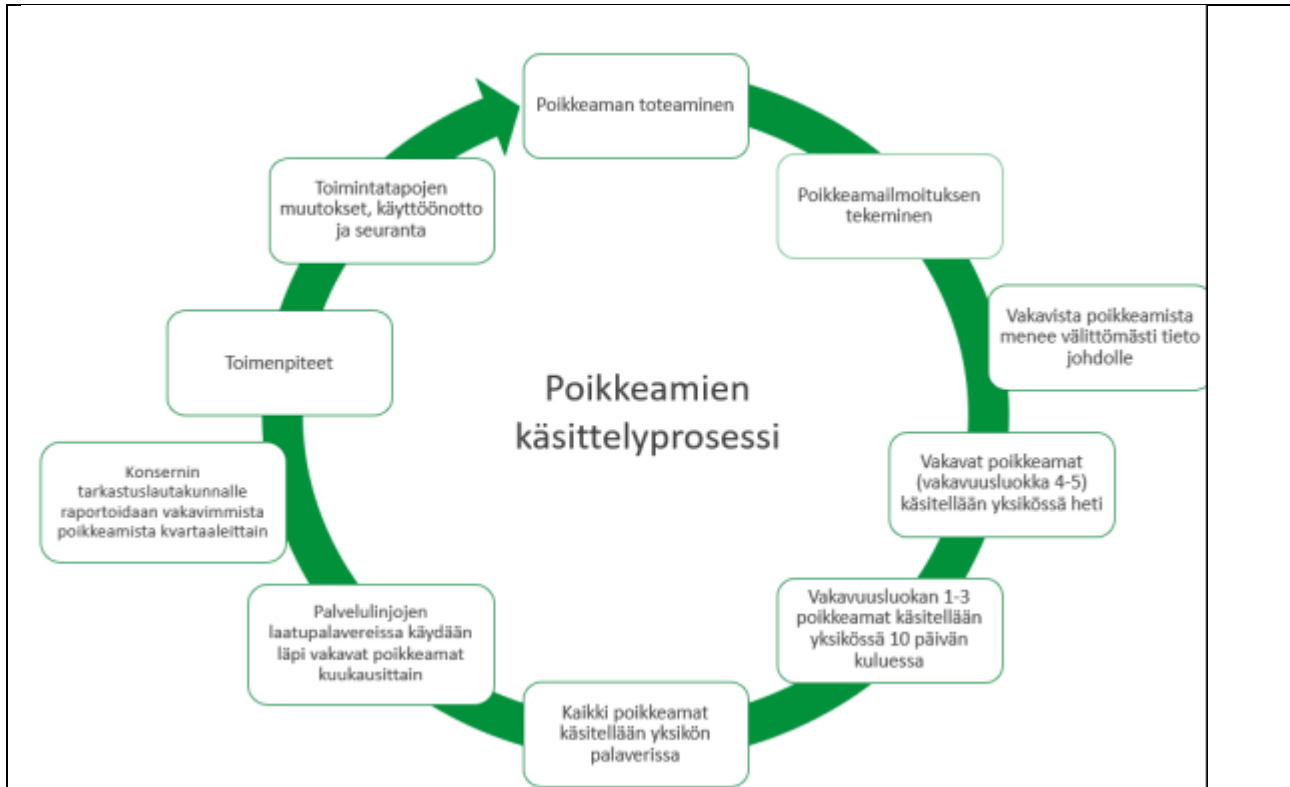 Poikkeaman toteaminen
Poikkeamailmoituksen
tekeminen
Vakavista poikkeamista
menee välittömästi tieto
johdolle
Vakavat poikkeamat
(vakavuusluokka 4-5)
käsitellään yksikössä heti
Vakavuusluokan 1-3
poikkeamat käsitellään
yksikössä 10 päivän
kuluessa
Kaikki poikkeamat
käsitellään yksikön
palaverissa
Palvelulinjojen
laatupalavereissa käydään
läpi vakavat poikkeamat
kuukausittain
Konsernin
tarkastuslautakunnalle
raportoidaan vakavimmista
poikkeamista kvartaaleittain
Toimenpiteet
Toimintatapojen
muutokset, käyttöönotto
ja seuranta
Poikkeamien
käsittelyprosessi